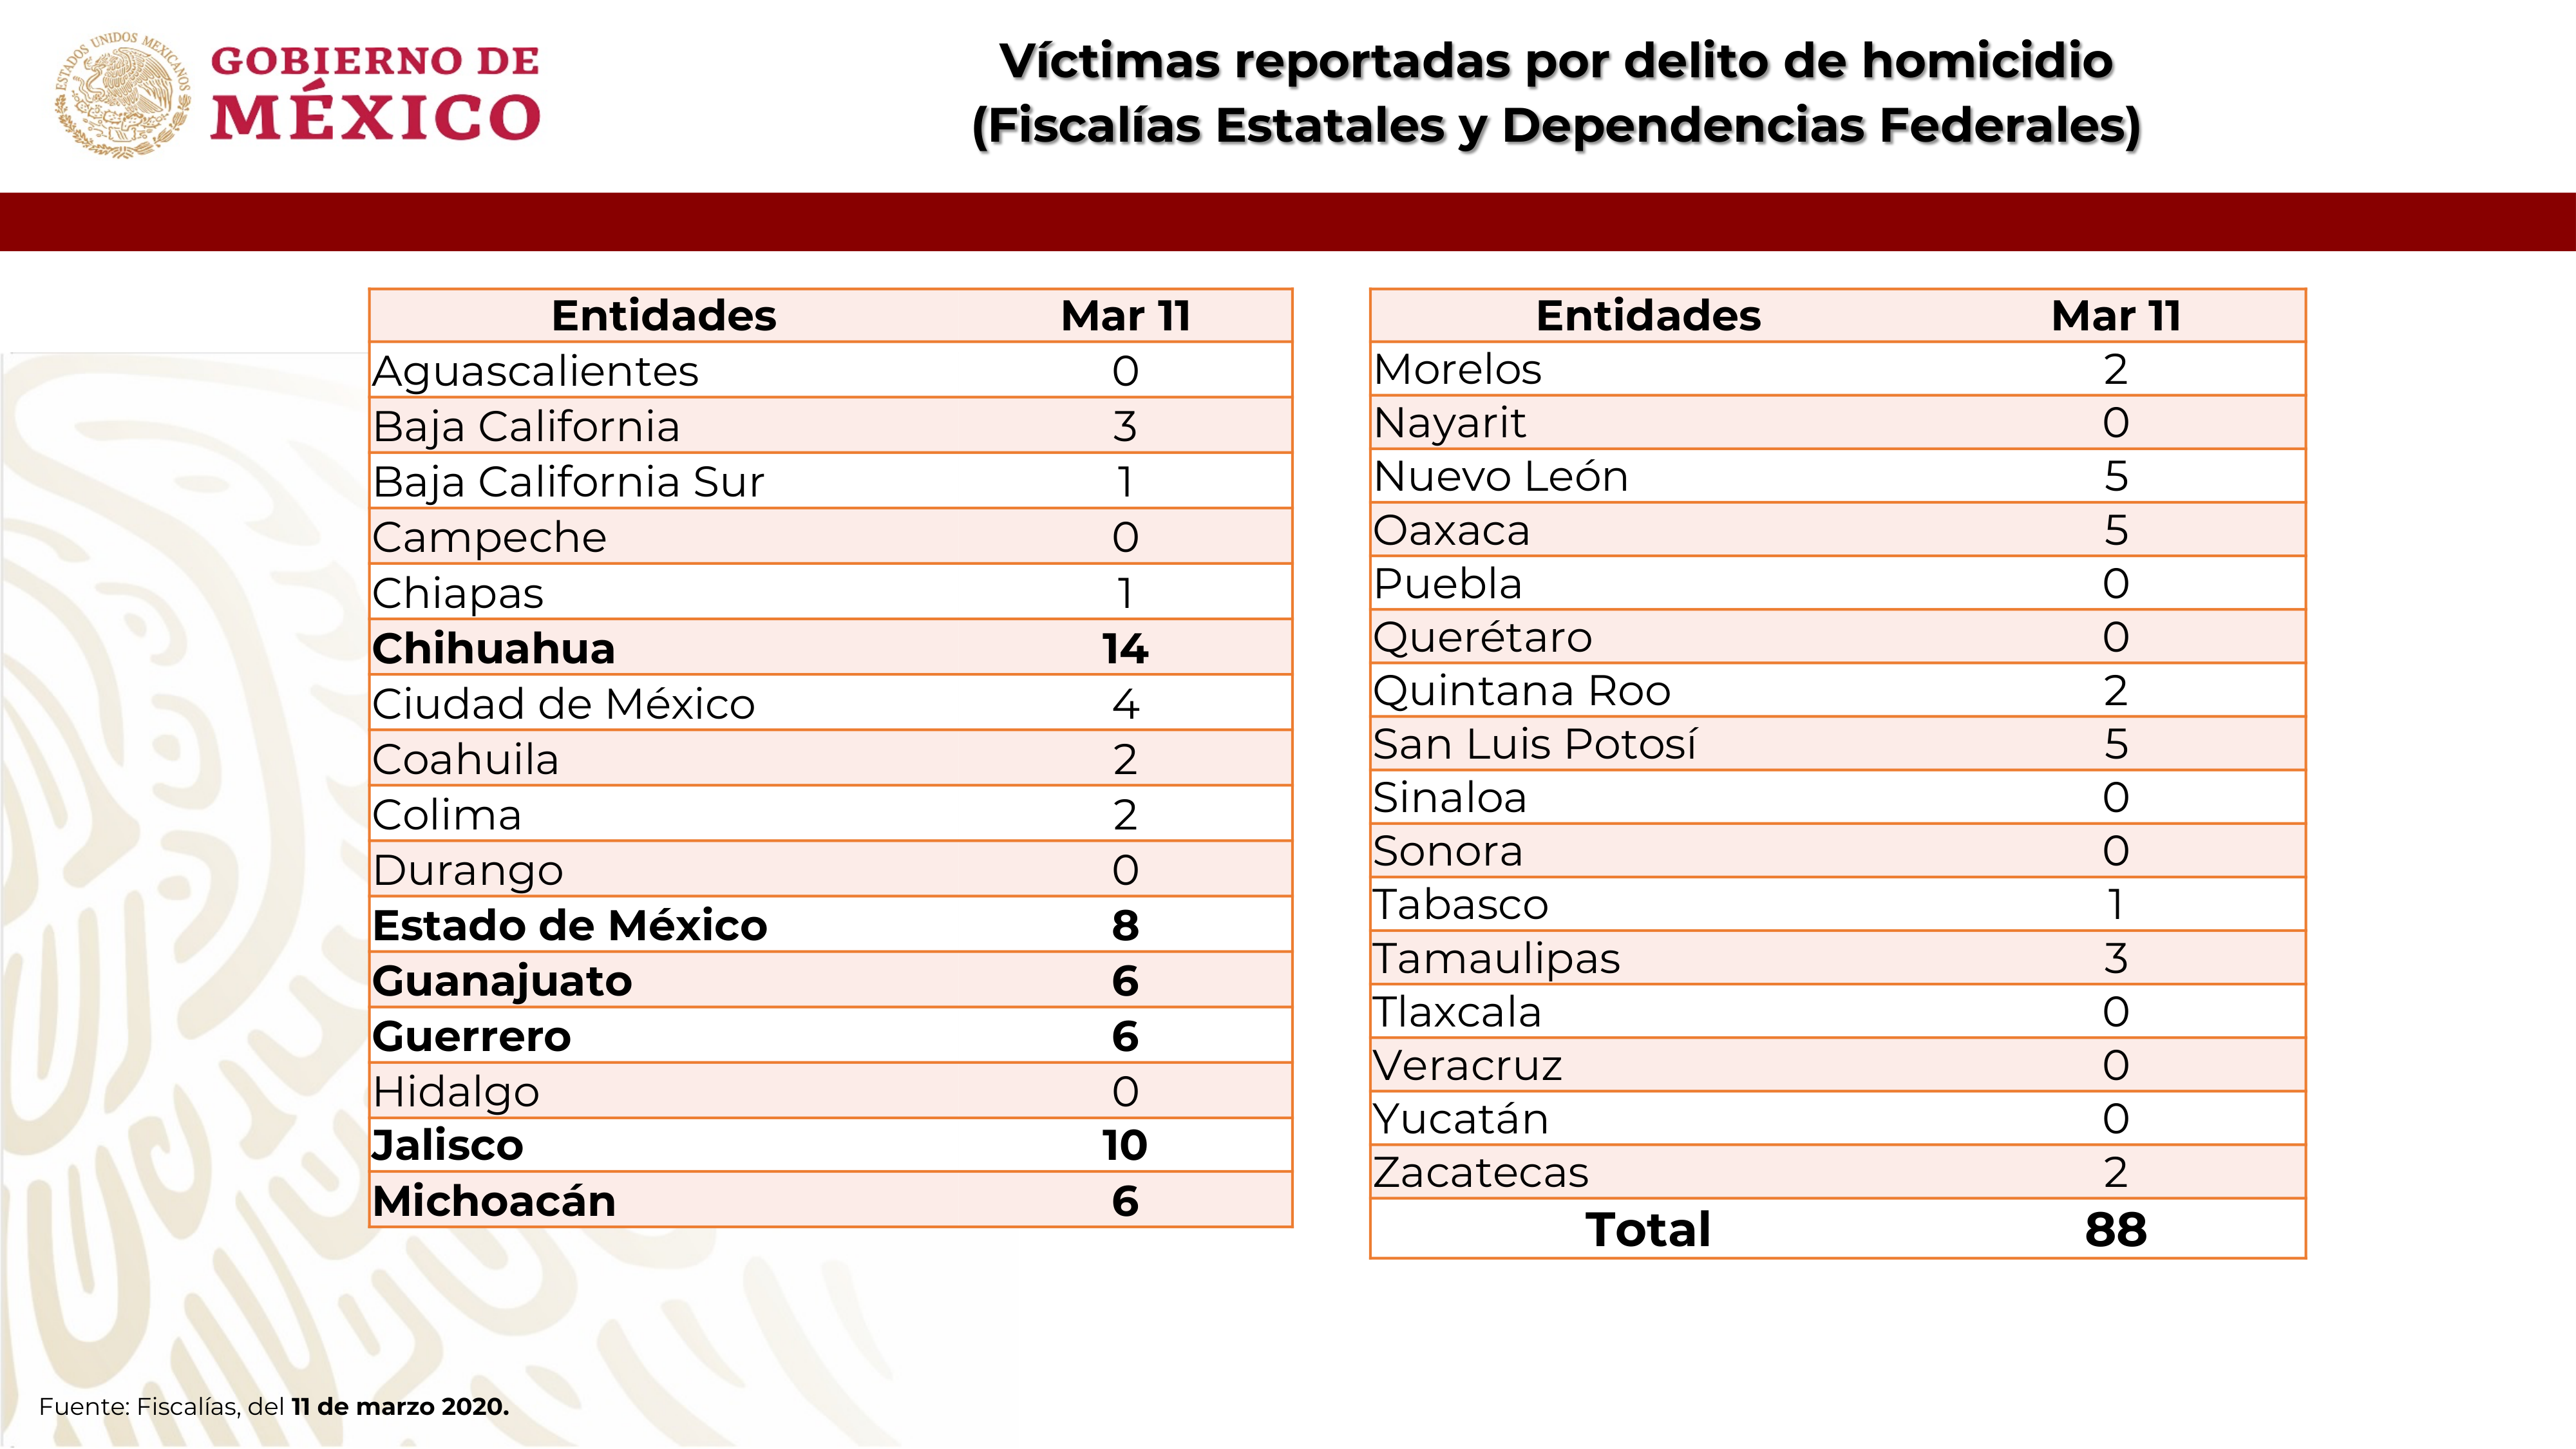 ESTADOS UNIDOS MEXICANOS
GOBIERNO DE
MÉXICO
Víctimas reportadas por delito de homicidio
(Fiscalías Estatales y Dependencias Federales)
Entidades Mar 11
Aguascalientes 0
Baja California 3
Baja California Sur 1
Campeche 0
Chiapas 1
Chihuahua 14
Ciudad de México 4
Coahuila 2
Colima 2
Durango 0
Estado de México 8
Guanajuato 6
Guerrero 6
Hidalgo 0
Jalisco 10
Michoacán 6
Entidades Mar 11
Morelos 2
Nayarit 0
Nuevo León 5
Oaxaca 5
Puebla 0
Querétaro 0
Quintana Roo 2
San Luis Potosí 5
Sinaloa 0
Sonora 0
Tabasco 1
Tamaulipas 3
Tlaxcala 0
Veracruz 0
Yucatán 0
Zacatecas 2
Total 88
Fuente: Fiscalías, del 11 de marzo 2020.